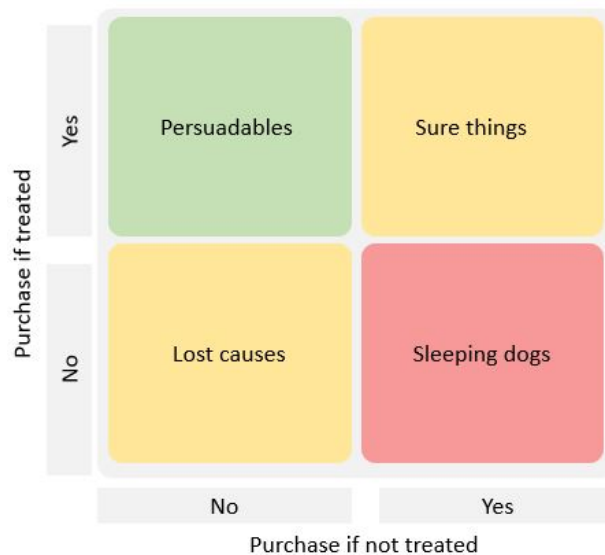 Purchase if treated
Yes
Persuadables
Sure things
No
Lost causes
Sleeping dogs
No
Yes
Purchase if not treated